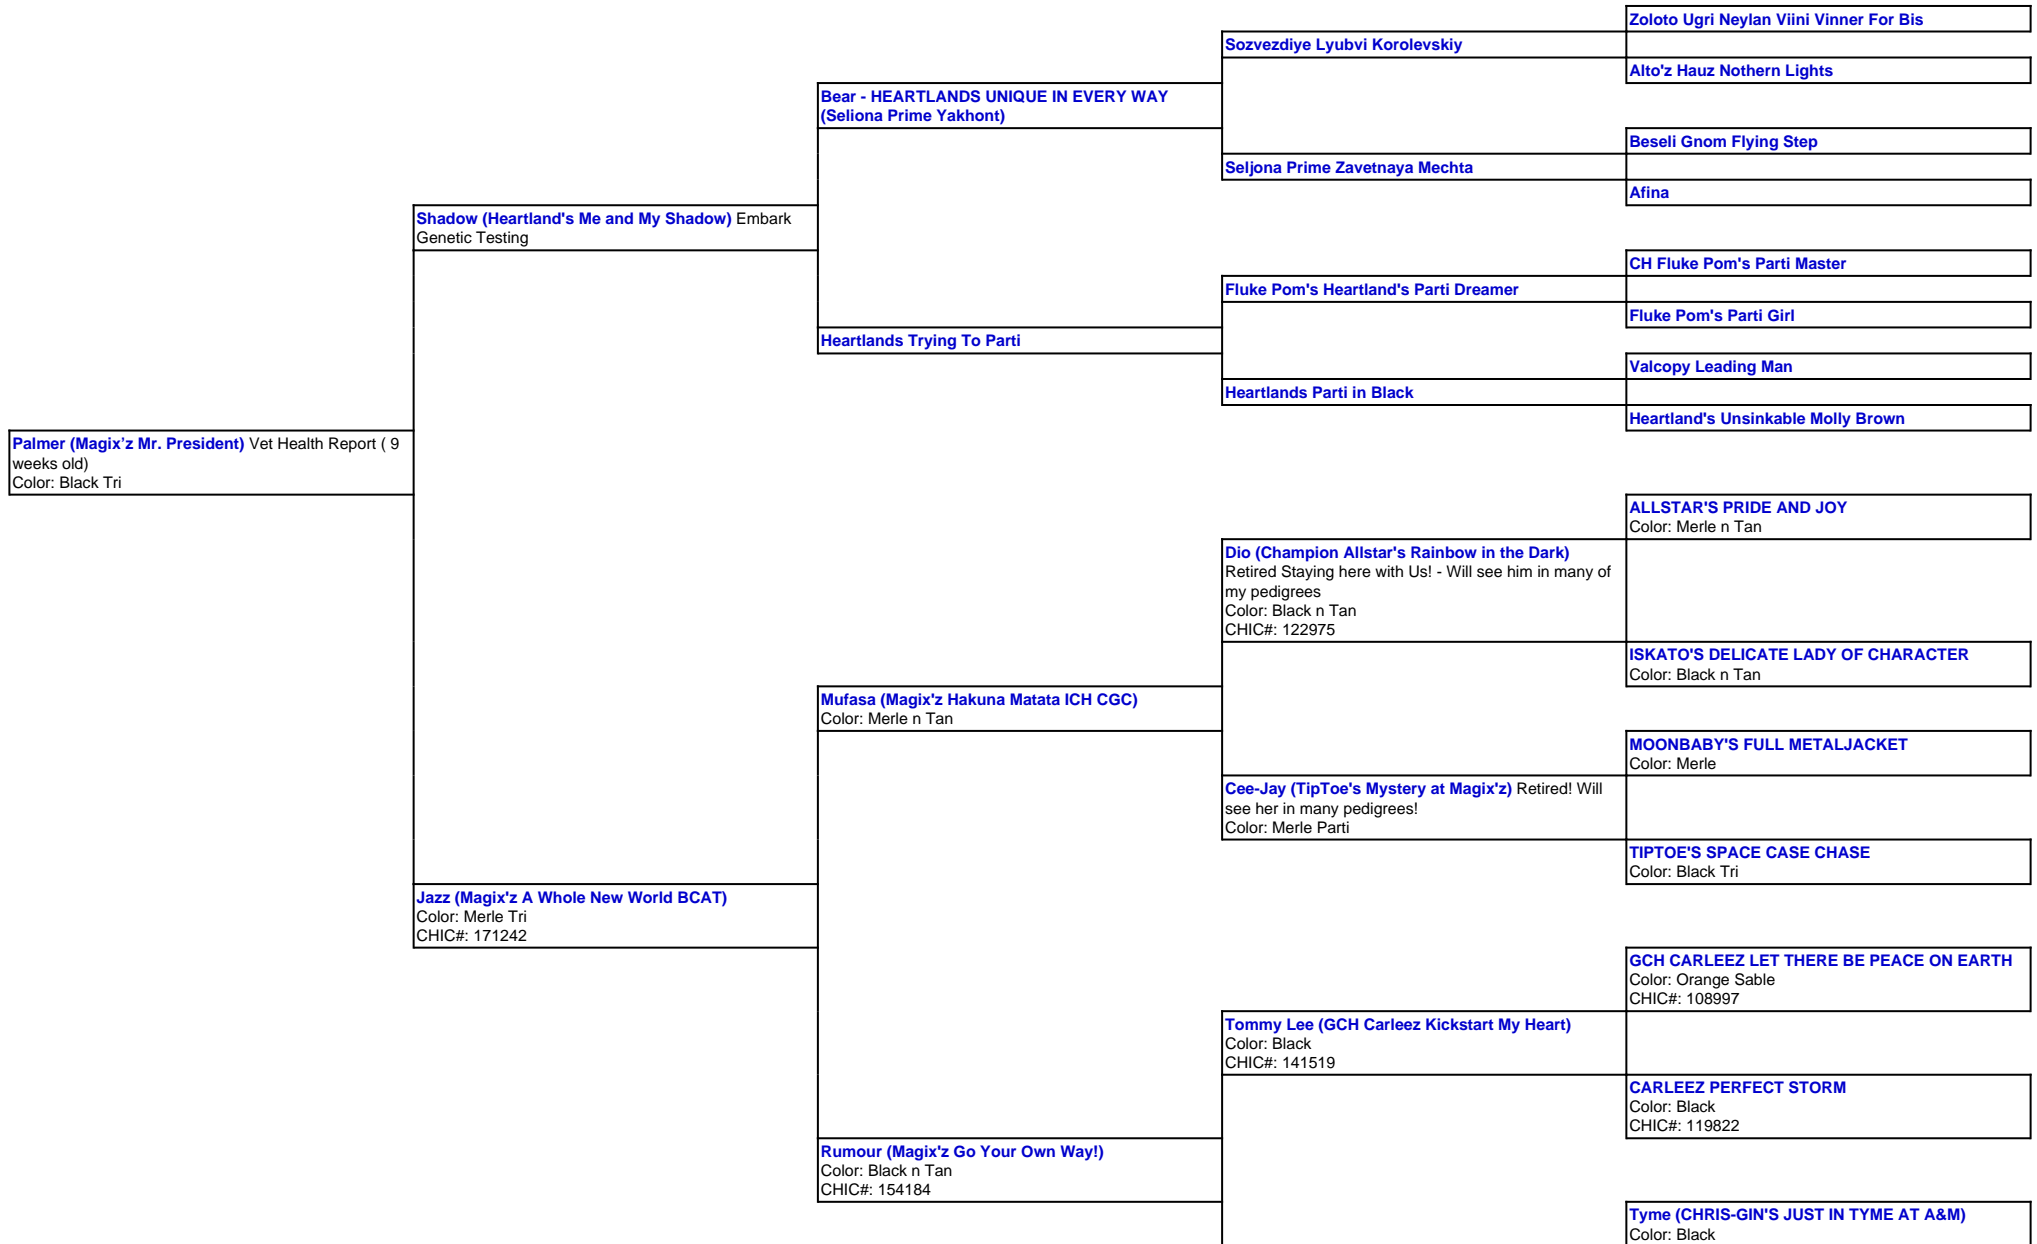 Zoloto Ugri Neylan Viini Vinner For Bis
Sozvezdiye Lyubvi Korolevskiy
Alto'z Hauz Nothern Lights
Bear - HEARTLANDS UNIQUE IN EVERY WAY
(Seliona Prime Yakhont)
Beseli Gnom Flying Step
Seljona Prime Zavetnaya Mechta
Afina
Shadow (Heartland's Me and My Shadow) Embark
Genetic Testing
CH Fluke Pom's Parti Master
Fluke Pom's Heartland's Parti Dreamer
Fluke Pom's Parti Girl
Heartlands Trying To Parti
Valcopy Leading Man
Heartlands Parti in Black
Heartland's Unsinkable Molly Brown
Palmer (Magix’z Mr. President) Vet Health Report ( 9
weeks old)
Color: Black Tri
ALLSTAR'S PRIDE AND JOY
Color: Merle n Tan
Dio (Champion Allstar's Rainbow in the Dark)
Retired Staying here with Us! - Will see him in many of
my pedigrees
Color: Black n Tan
CHIC#: 122975
ISKATO'S DELICATE LADY OF CHARACTER
Color: Black n Tan
Mufasa (Magix'z Hakuna Matata ICH CGC)
Color: Merle n Tan
MOONBABY'S FULL METALJACKET
Color: Merle
Cee-Jay (TipToe's Mystery at Magix'z) Retired! Will
see her in many pedigrees!
Color: Merle Parti
TIPTOE'S SPACE CASE CHASE
Color: Black Tri
Jazz (Magix'z A Whole New World BCAT)
Color: Merle Tri
CHIC#: 171242
GCH CARLEEZ LET THERE BE PEACE ON EARTH
Color: Orange Sable
CHIC#: 108997
Tommy Lee (GCH Carleez Kickstart My Heart)
Color: Black
CHIC#: 141519
CARLEEZ PERFECT STORM
Color: Black
CHIC#: 119822
Rumour (Magix'z Go Your Own Way!)
Color: Black n Tan
CHIC#: 154184
Tyme (CHRIS-GIN'S JUST IN TYME AT A&M)
Color: Black